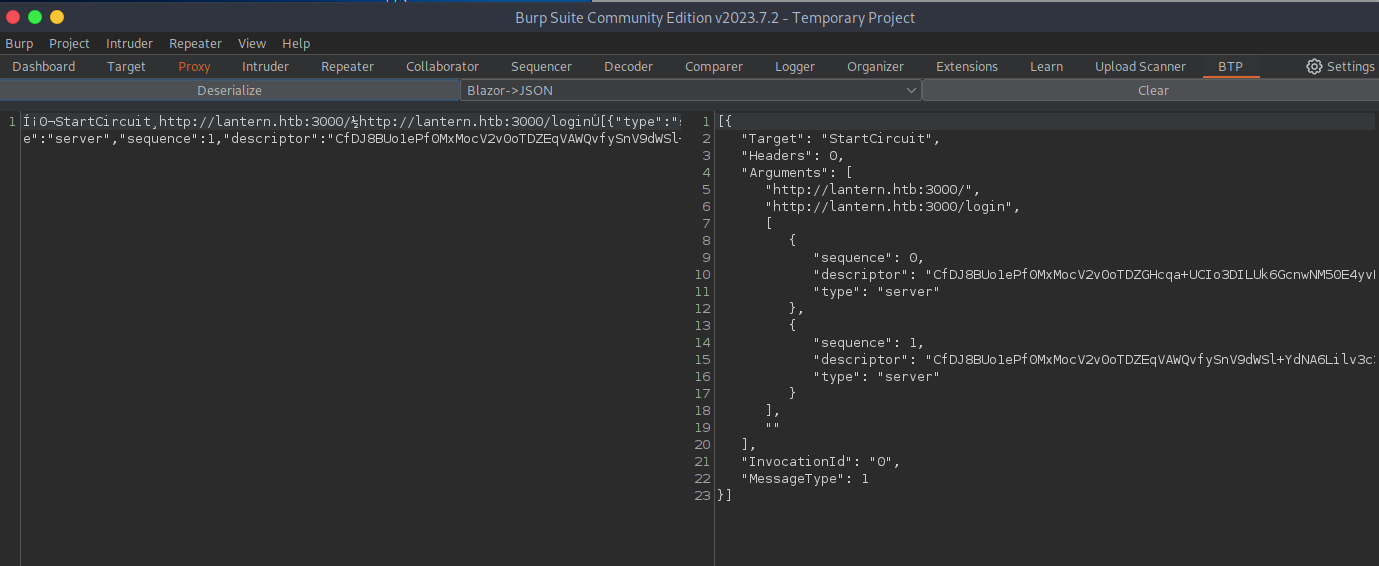 Burp Suite Community Edition v2023.7.2 - Temporary Project
Burp Project Intruder Repeater View Help
Dashboard Target Proxy Intruder Repeater Collaborator Sequencer Decoder Comparer Logger Organizer Extensions Learn Upload Scanner BTP Settings
Deserialize Blazor->JSON Clear
1 Í¡0¬StartCircuit¸http://lantern.htb:3000/½http://lantern.htb:3000/loginÚ[{"type":"s
e":"server","sequence":1,"descriptor":"CfDJ8BUo1ePf0MxMocV2v0oTDZEqVAWQvfySnV9dWSl+
1 [{
2 "Target": "StartCircuit",
3 "Headers": 0,
4 "Arguments": [
5 "http://lantern.htb:3000/",
6 "http://lantern.htb:3000/login",
7 [
8 {
9 "sequence": 0,
10 "descriptor": "CfDJ8BUo1ePf0MxMocV2v0oTDZGHcqa+UCIo3DILUk6GcnwNM50E4yv
11 "type": "server"
12 },
13 {
14 "sequence": 1,
15 "descriptor": "CfDJ8BUo1ePf0MxMocV2v0oTDZEqVAWQvfySnV9dWSl+YdNA6Lilv3c
16 "type": "server"
17 }
18 ],
19 ""
20 ],
21 "InvocationId": "0",
22 "MessageType": 1
23 }]